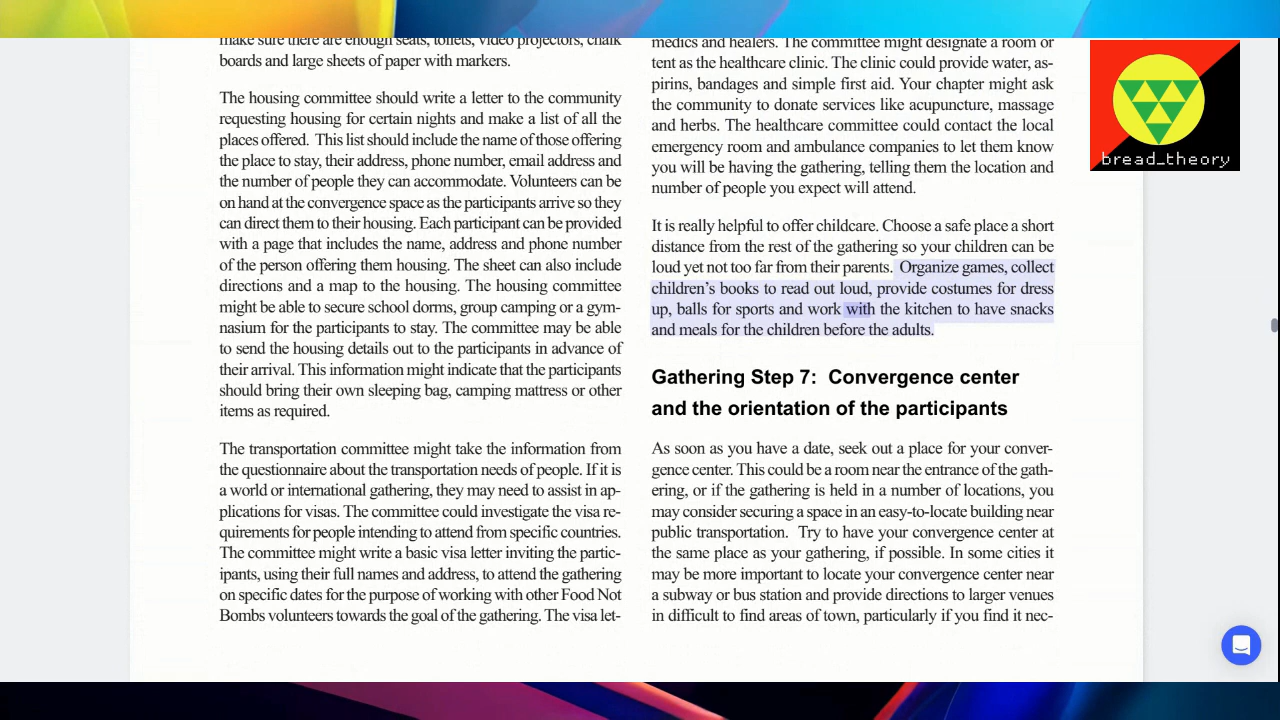 make sure there are enough seats, toilets, video projectors, chalk
boards and large sheets of paper with markers.
The housing committee should write a letter to the community
requesting housing for certain nights and make a list of all the
places offered.  This list should include the name of those offering
the place to stay, their address, phone number, email address and
the number of people they can accommodate. Volunteers can be
on hand at the convergence space as the participants arrive so they
can direct them to their housing. Each participant can be provided
with a page that includes the name, address and phone number
of the person offering them housing. The sheet can also include
directions and a map to the housing. The housing committee
might be able to secure school dorms, group camping or a gym-
nasium for the participants to stay. The committee may be able
to send the housing details out to the participants in advance of
their arrival. This information might indicate that the participants
should bring their own sleeping bag, camping mattress or other
items as required.
The transportation committee might take the information from
the questionnaire about the transportation needs of people. If it is
a world or international gathering, they may need to assist in ap-
plications for visas. The committee could investigate the visa re-
quirements for people intending to attend from specific countries.
The committee might write a basic visa letter inviting the partic-
ipants, using their full names and address, to attend the gathering
on specific dates for the purpose of working with other Food Not
Bombs volunteers towards the goal of the gathering. The visa let-
medics and healers. The committee might designate a room or
tent as the healthcare clinic. The clinic could provide water, as-
pirins, bandages and simple first aid. Your chapter might ask
the community to donate services like acupuncture, massage
and herbs. The healthcare committee could contact the local
emergency room and ambulance companies to let them know
you will be having the gathering, telling them the location and
number of people you expect will attend.
It is really helpful to offer childcare. Choose a safe place a short
distance from the rest of the gathering so your children can be
loud yet not too far from their parents.  Organize games, collect
children's books to read out loud, provide costumes for dress
up, balls for sports and work with the kitchen to have snacks
and meals for the children before the adults.
Gathering Step 7:  Convergence center
and the orientation of the participants
As soon as you have a date, seek out a place for your conver-
gence center. This could be a room near the entrance of the gath-
ering, or if the gathering is held in a number of locations, you
may consider securing a space in an easy-to-locate building near
public transportation.  Try to have your convergence center at
the same place as your gathering, if possible. In some cities it
may be more important to locate your convergence center near
a subway or bus station and provide directions to larger venues
in difficult to find areas of town, particularly if you find it nec-
bread_theory